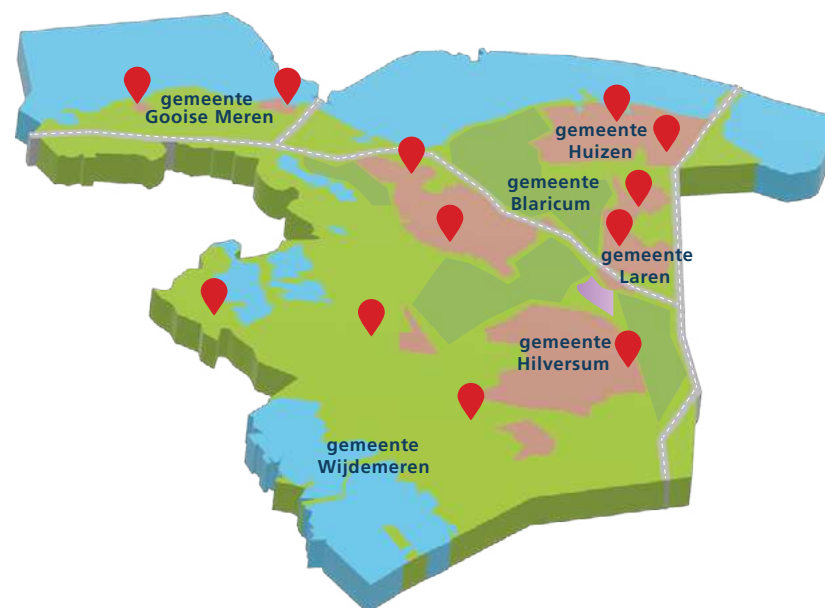 gemeente
Gooise Meren
gemeente
Huizen
gemeente
Blaricum
gemeente
Laren
gemeente
Hilversum
gemeente
Wijdemeren